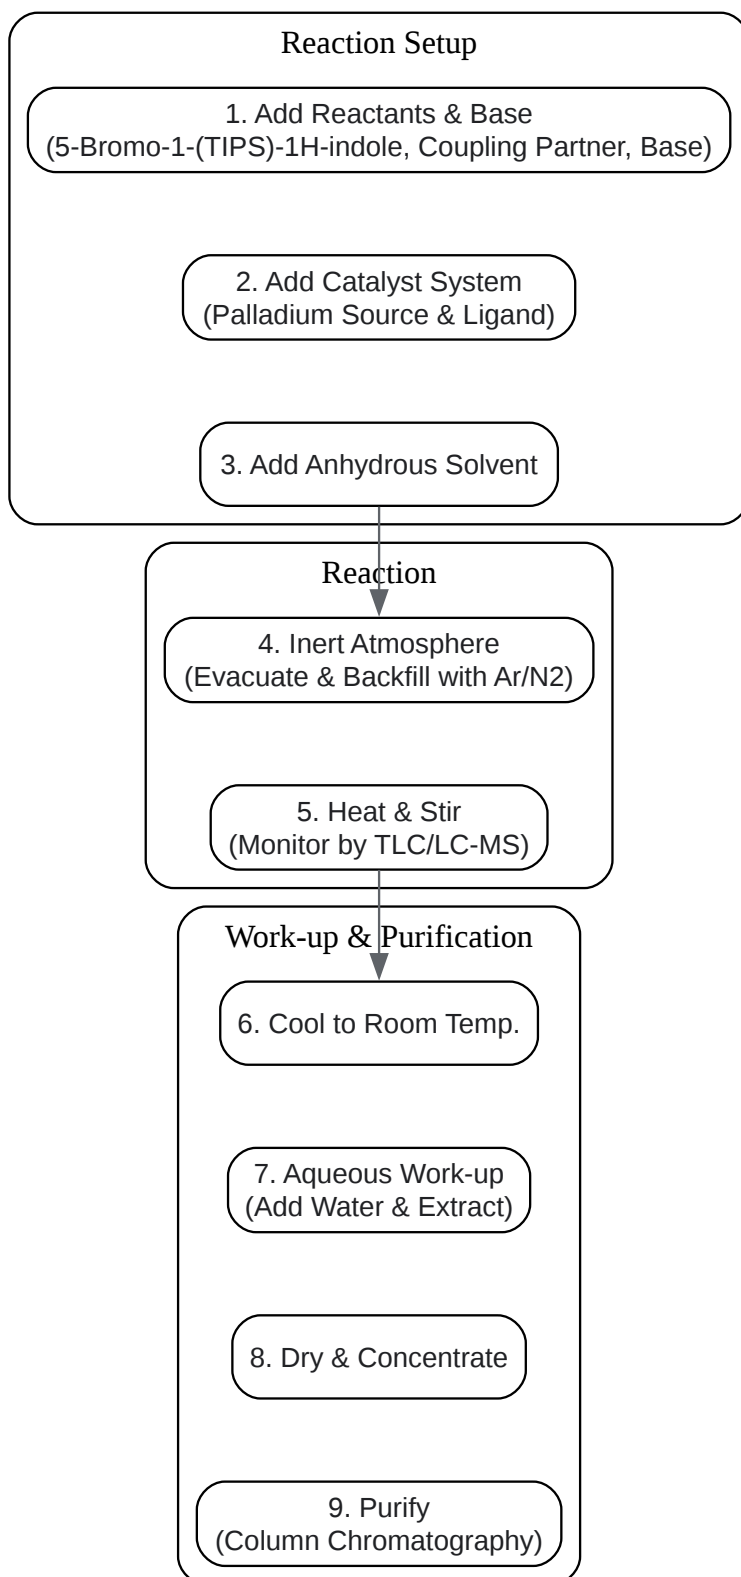 Reaction Setup
1. Add Reactants & Base
(5-Bromo-1-(TIPS)-1H-indole, Coupling Partner, Base)
2. Add Catalyst System
(Palladium Source & Ligand)
3. Add Anhydrous Solvent
Reaction
4. Inert Atmosphere
(Evacuate & Backfill with Ar/N2)
5. Heat & Stir
(Monitor by TLC/LC-MS)
Work-up & Purification
6. Cool to Room Temp.
7. Aqueous Work-up
(Add Water & Extract)
8. Dry & Concentrate
9. Purify
(Column Chromatography)